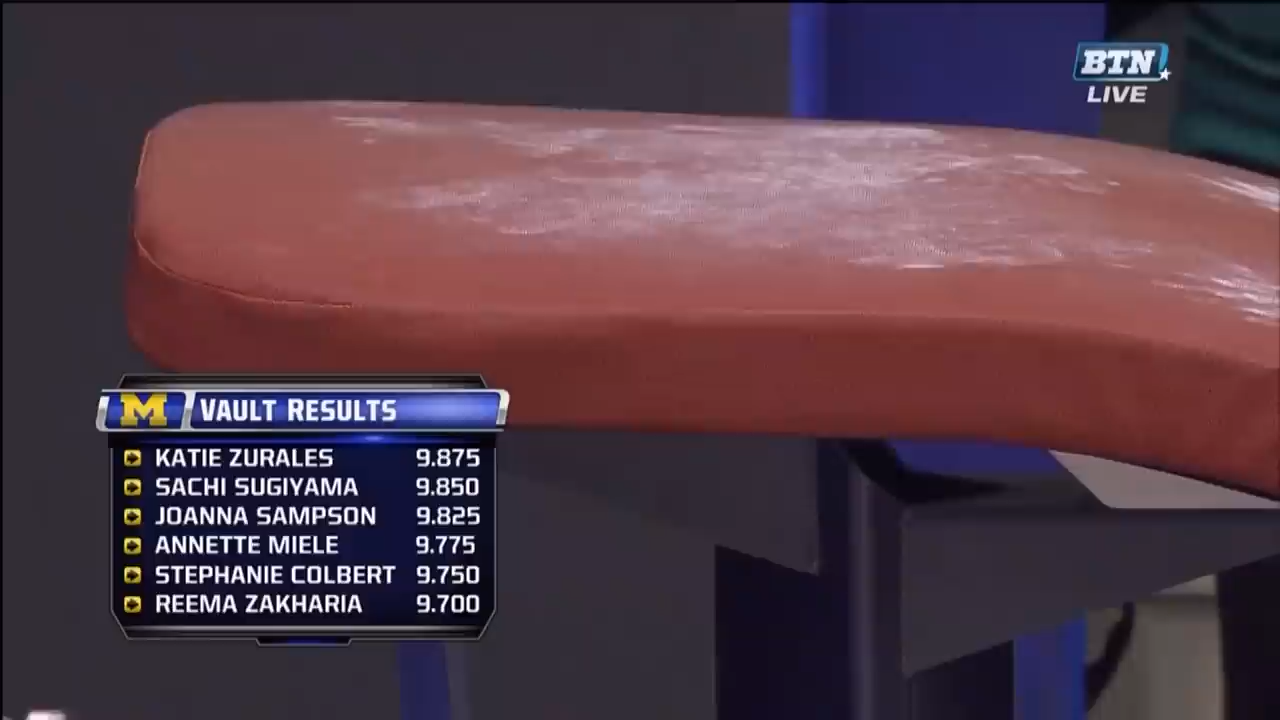 BTN
LIVE
M VAULT RESULTS
KATIE ZURALES 9.875
SACHI SUGIYAMA 9.850
JOANNA SAMPSON 9.825
ANNETTE MIELE 9.775
STEPHANIE COLBERT 9.750
REEMA ZAKHARIA 9.700